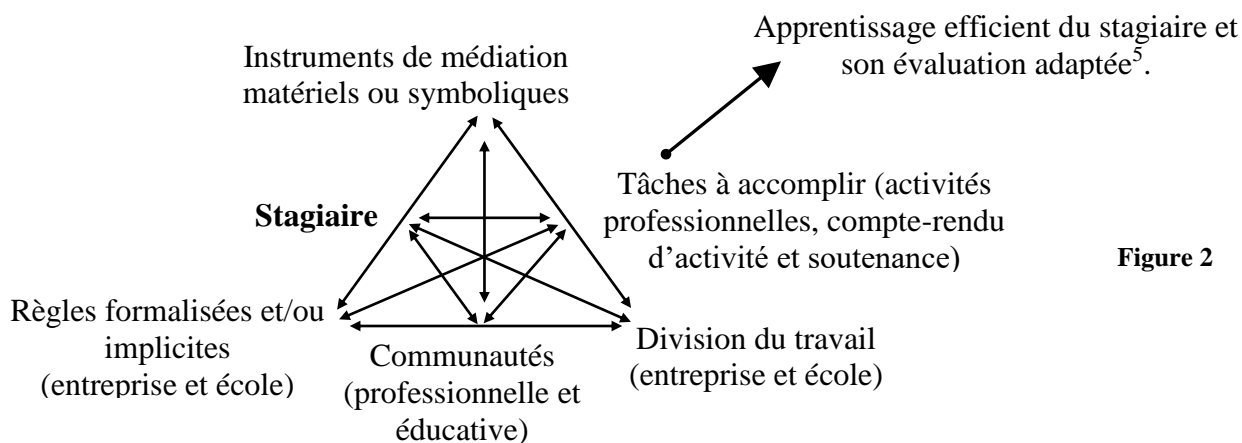 Apprentissage efficient du stagiaire et
son évaluation adaptée⁵.
Instruments de médiation
matériels ou symboliques
Stagiaire
Tâches à accomplir (activités
professionnelles, compte-rendu
d’activité et soutenance)
Figure 2
Règles formalisées et/ou
implicites
(entreprise et école)
Communautés
(professionnelle et
éducative)
Division du travail
(entreprise et école)